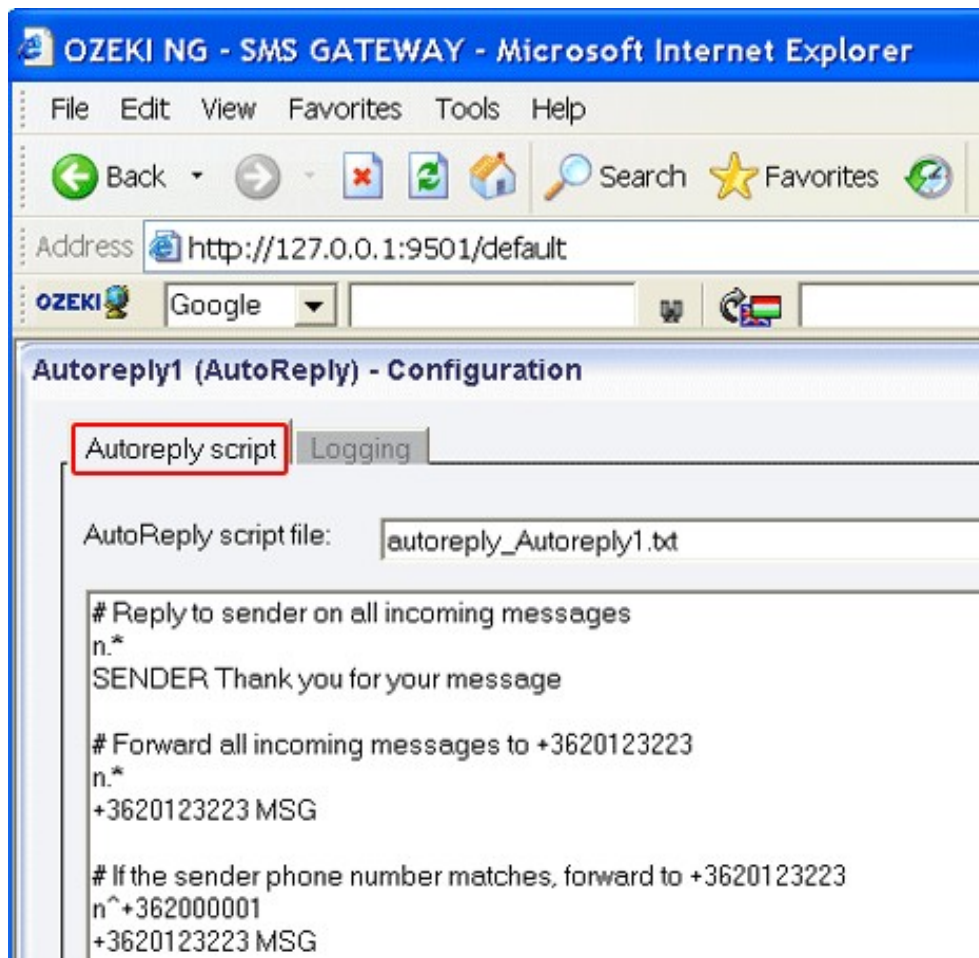 OZEKI NG - SMS GATEWAY - Microsoft Internet Explorer
File Edit View Favorites Tools Help
Back Search Favorites
Address http://127.0.0.1:9501/default
OZEKI Google
Autoreply1 (AutoReply) - Configuration
Autoreply script Logging
AutoReply script file: autoreply_Autoreply1.txt
# Reply to sender on all incoming messages
n.*
SENDER Thank you for your message
# Forward all incoming messages to +3620123223
n.*
+3620123223 MSG
# If the sender phone number matches, forward to +3620123223
n^+362000001
+3620123223 MSG